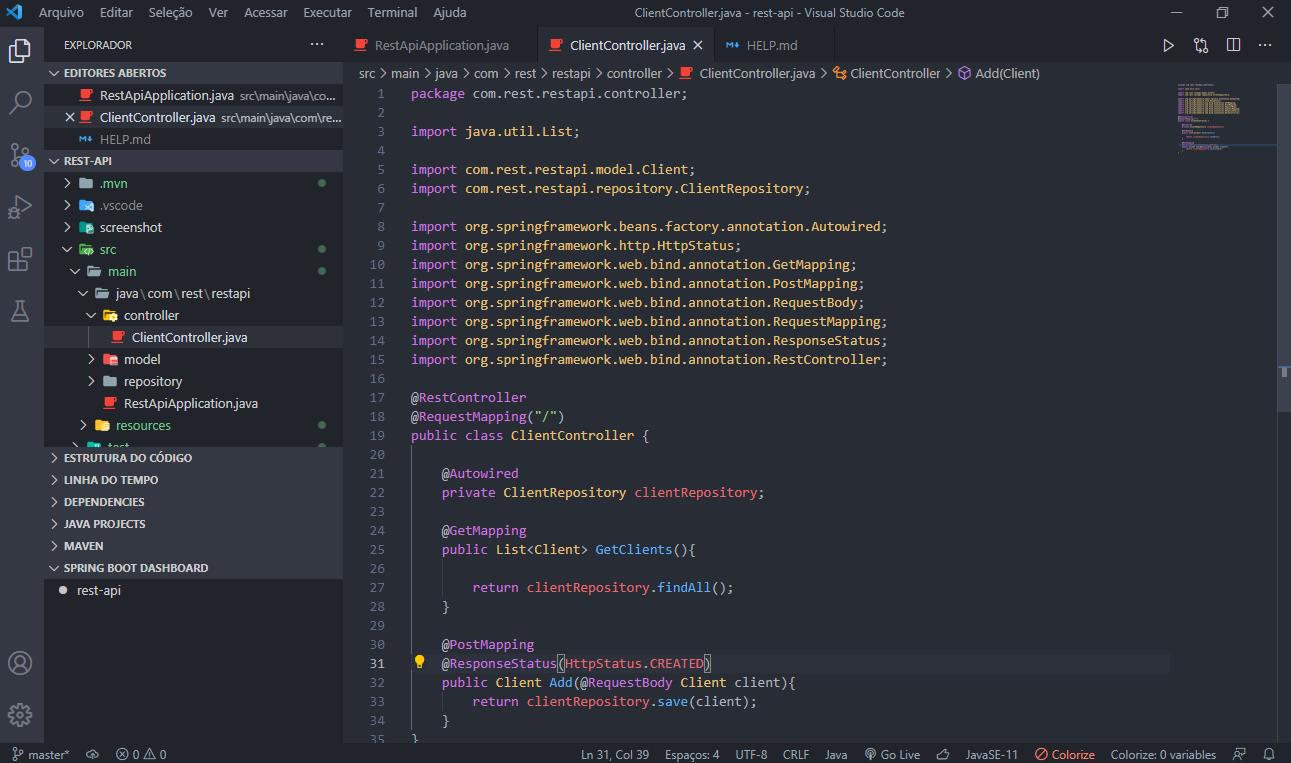 Arquivo Editar Seleção Ver Acessar Executar Terminal Ajuda
ClientController.java - rest-api - Visual Studio Code
EXPLORADOR
EDITORES ABERTOS
RestApiApplication.java src\main\java\co...
ClientController.java src\main\java\com\re...
HELP.md
REST-API
.mvn
.vscode
screenshot
src
main
java\com\rest\restapi
controller
ClientController.java
model
repository
RestApiApplication.java
resources
test
ESTRUTURA DO CÓDIGO
LINHA DO TEMPO
DEPENDENCIES
JAVA PROJECTS
MAVEN
SPRING BOOT DASHBOARD
rest-api
10
RestApiApplication.java ClientController.java HELP.md
src > main > java > com > rest > restapi > controller > ClientController.java > ClientController > Add(Client)
1 package com.rest.restapi.controller;
2
3 import java.util.List;
4
5 import com.rest.restapi.model.Client;
6 import com.rest.restapi.repository.ClientRepository;
7
8 import org.springframework.beans.factory.annotation.Autowired;
9 import org.springframework.http.HttpStatus;
10 import org.springframework.web.bind.annotation.GetMapping;
11 import org.springframework.web.bind.annotation.PostMapping;
12 import org.springframework.web.bind.annotation.RequestBody;
13 import org.springframework.web.bind.annotation.RequestMapping;
14 import org.springframework.web.bind.annotation.ResponseStatus;
15 import org.springframework.web.bind.annotation.RestController;
16
17 @RestController
18 @RequestMapping("/")
19 public class ClientController {
20
21 @Autowired
22 private ClientRepository clientRepository;
23
24 @GetMapping
25 public List<Client> GetClients(){
26
27 return clientRepository.findAll();
28 }
29
30 @PostMapping
31 @ResponseStatus(HttpStatus.CREATED)
32 public Client Add(@RequestBody Client client){
33 return clientRepository.save(client);
34 }
35 }
master* 0 0 Ln 31, Col 39 Espaços: 4 UTF-8 CRLF Java Go Live JavaSE-11 Colorize Colorize: 0 variables